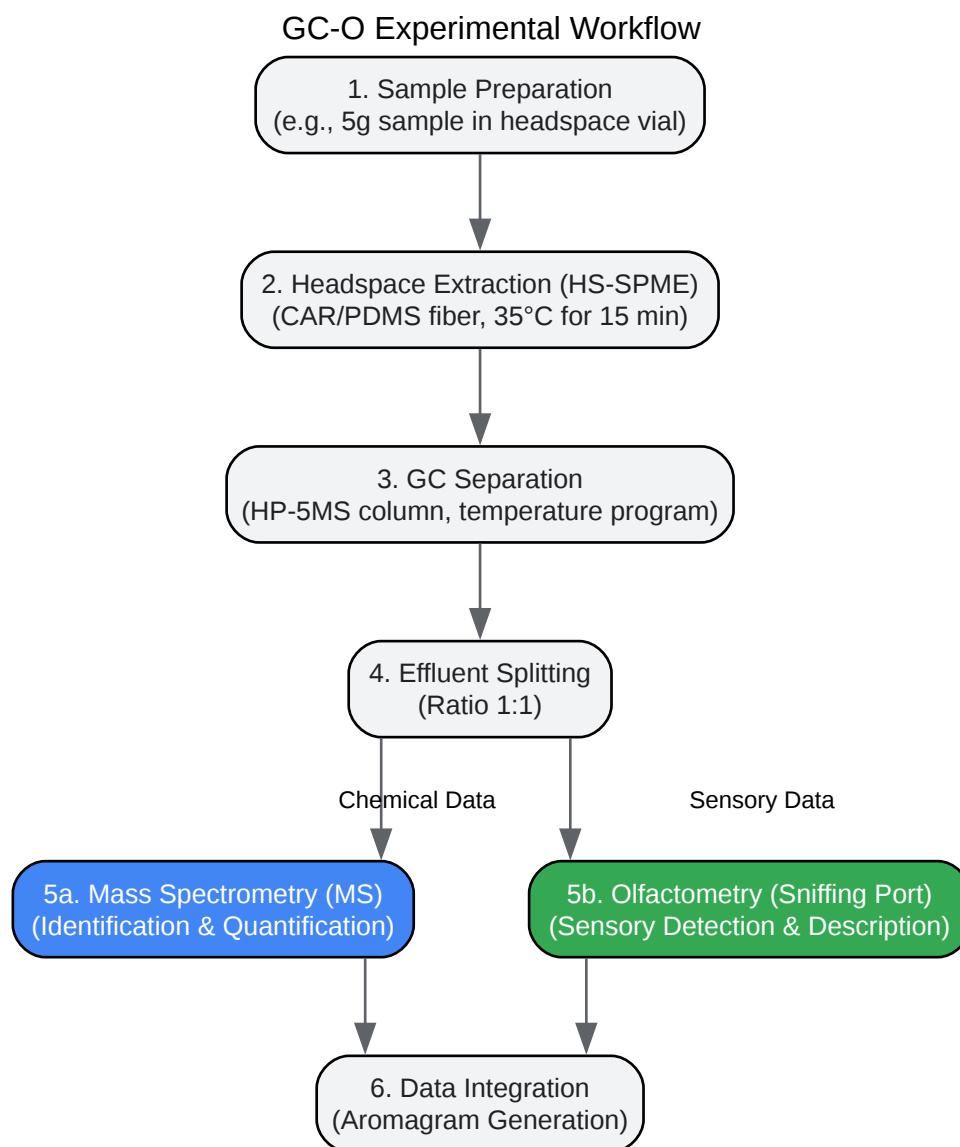 GC-O Experimental Workflow
1. Sample Preparation
(e.g., 5g sample in headspace vial)
2. Headspace Extraction (HS-SPME)
(CAR/PDMS fiber, 35°C for 15 min)
3. GC Separation
(HP-5MS column, temperature program)
4. Effluent Splitting
(Ratio 1:1)
Chemical Data
Sensory Data
5a. Mass Spectrometry (MS)
(Identification & Quantification)
5b. Olfactometry (Sniffing Port)
(Sensory Detection & Description)
6. Data Integration
(Aromagram Generation)